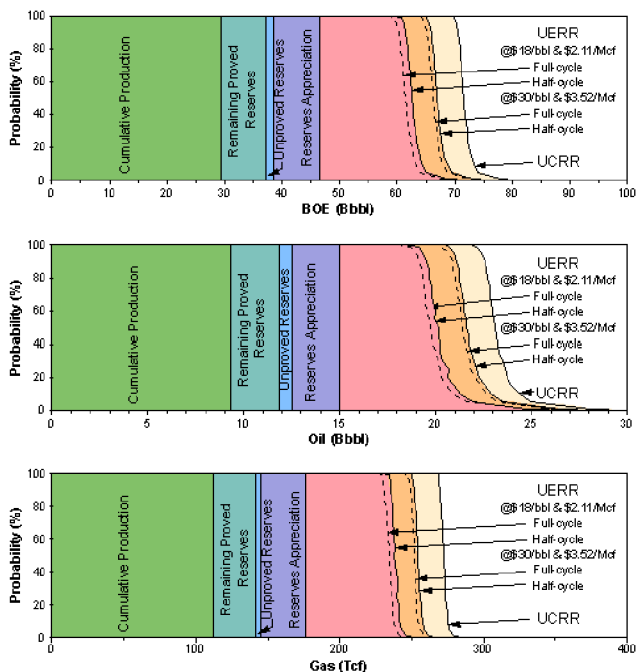 100
80
60
40
20
0
Probability (%)
Cumulative Production
Remaining Proved
Reserves
Unproved Reserves
Reserves Appreciation
UERR
@$18/bbl & $2.11/Mcf
Full-cycle
Half-cycle
@$30/bbl & $3.52/Mcf
Full-cycle
Half-cycle
UCRR
0 10 20 30 40 50 60 70 80 90 100
BOE (Bbbl)
100
80
60
40
20
0
Probability (%)
Cumulative Production
Remaining Proved
Reserves
Unproved Reserves
Reserves Appreciation
UERR
@$18/bbl & $2.11/Mcf
Full-cycle
Half-cycle
@$30/bbl & $3.52/Mcf
Full-cycle
Half-cycle
UCRR
0 5 10 15 20 25 30
Oil (Bbbl)
100
80
60
40
20
0
Probability (%)
Cumulative Production
Remaining Proved
Reserves
Unproved Reserves
Reserves Appreciation
UERR
@$18/bbl & $2.11/Mcf
Full-cycle
Half-cycle
@$30/bbl & $3.52/Mcf
Full-cycle
Half-cycle
UCRR
0 100 200 300 400
Gas (Tcf)